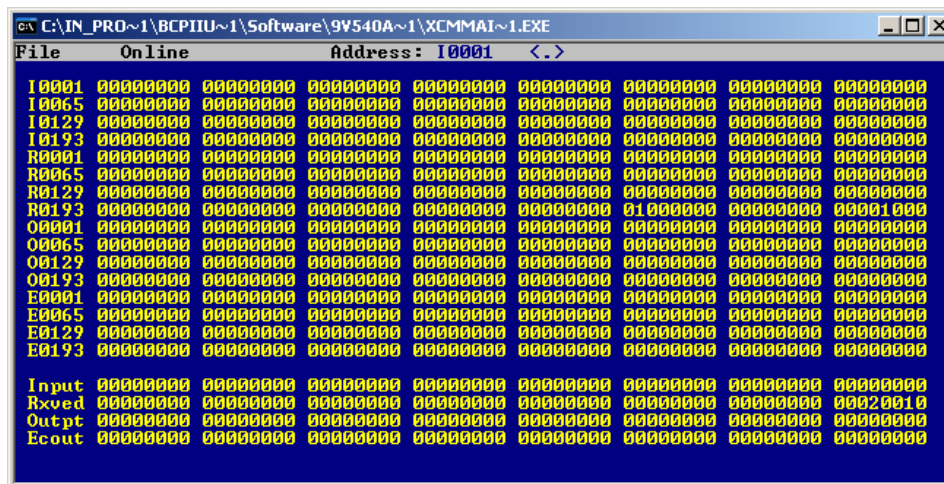 C:\IN_PRO~1\BCPIIU~1\Software\9V540A~1\XCMMAI~1.EXE
File Online Address: I0001 <.>
I0001 00000000 00000000 00000000 00000000 00000000 00000000 00000000 00000000
I0065 00000000 00000000 00000000 00000000 00000000 00000000 00000000 00000000
I0129 00000000 00000000 00000000 00000000 00000000 00000000 00000000 00000000
I0193 00000000 00000000 00000000 00000000 00000000 00000000 00000000 00000000
R0001 00000000 00000000 00000000 00000000 00000000 00000000 00000000 00000000
R0065 00000000 00000000 00000000 00000000 00000000 00000000 00000000 00000000
R0129 00000000 00000000 00000000 00000000 00000000 00000000 00000000 00000000
R0193 00000000 00000000 00000000 00000000 00000000 01000000 00000000 00001000
O0001 00000000 00000000 00000000 00000000 00000000 00000000 00000000 00000000
O0065 00000000 00000000 00000000 00000000 00000000 00000000 00000000 00000000
O0129 00000000 00000000 00000000 00000000 00000000 00000000 00000000 00000000
O0193 00000000 00000000 00000000 00000000 00000000 00000000 00000000 00000000
E0001 00000000 00000000 00000000 00000000 00000000 00000000 00000000 00000000
E0065 00000000 00000000 00000000 00000000 00000000 00000000 00000000 00000000
E0129 00000000 00000000 00000000 00000000 00000000 00000000 00000000 00000000
E0193 00000000 00000000 00000000 00000000 00000000 00000000 00000000 00000000
Input 00000000 00000000 00000000 00000000 00000000 00000000 00000000 00000000
Rxved 00000000 00000000 00000000 00000000 00000000 00000000 00000000 00020010
Outpt 00000000 00000000 00000000 00000000 00000000 00000000 00000000 00000000
Ecout 00000000 00000000 00000000 00000000 00000000 00000000 00000000 00000000